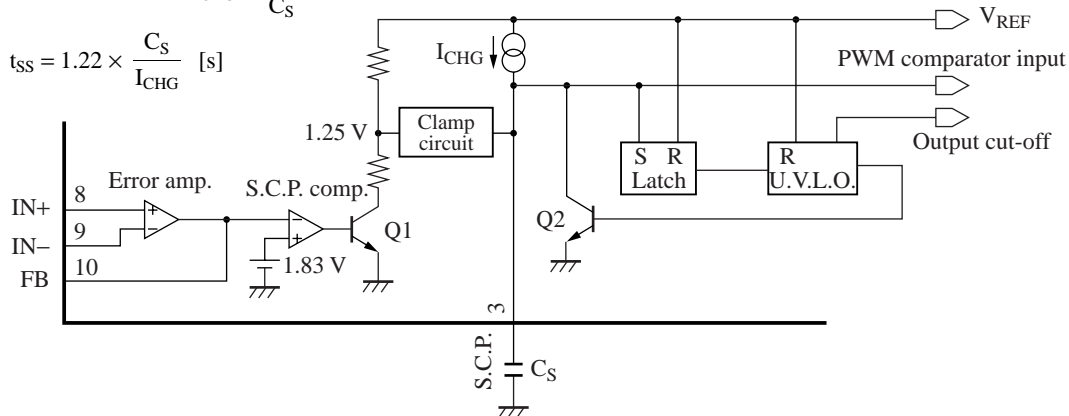 C_S
t_SS = 1.22 × C_S / I_CHG [s]
V_REF
I_CHG
PWM comparator input
1.25 V
Clamp circuit
Output cut-off
S R
Latch
R
U.V.L.O.
Error amp.
S.C.P. comp.
IN+
8
IN−
9
FB
10
1.83 V
Q1
Q2
3
S.C.P.
C_S